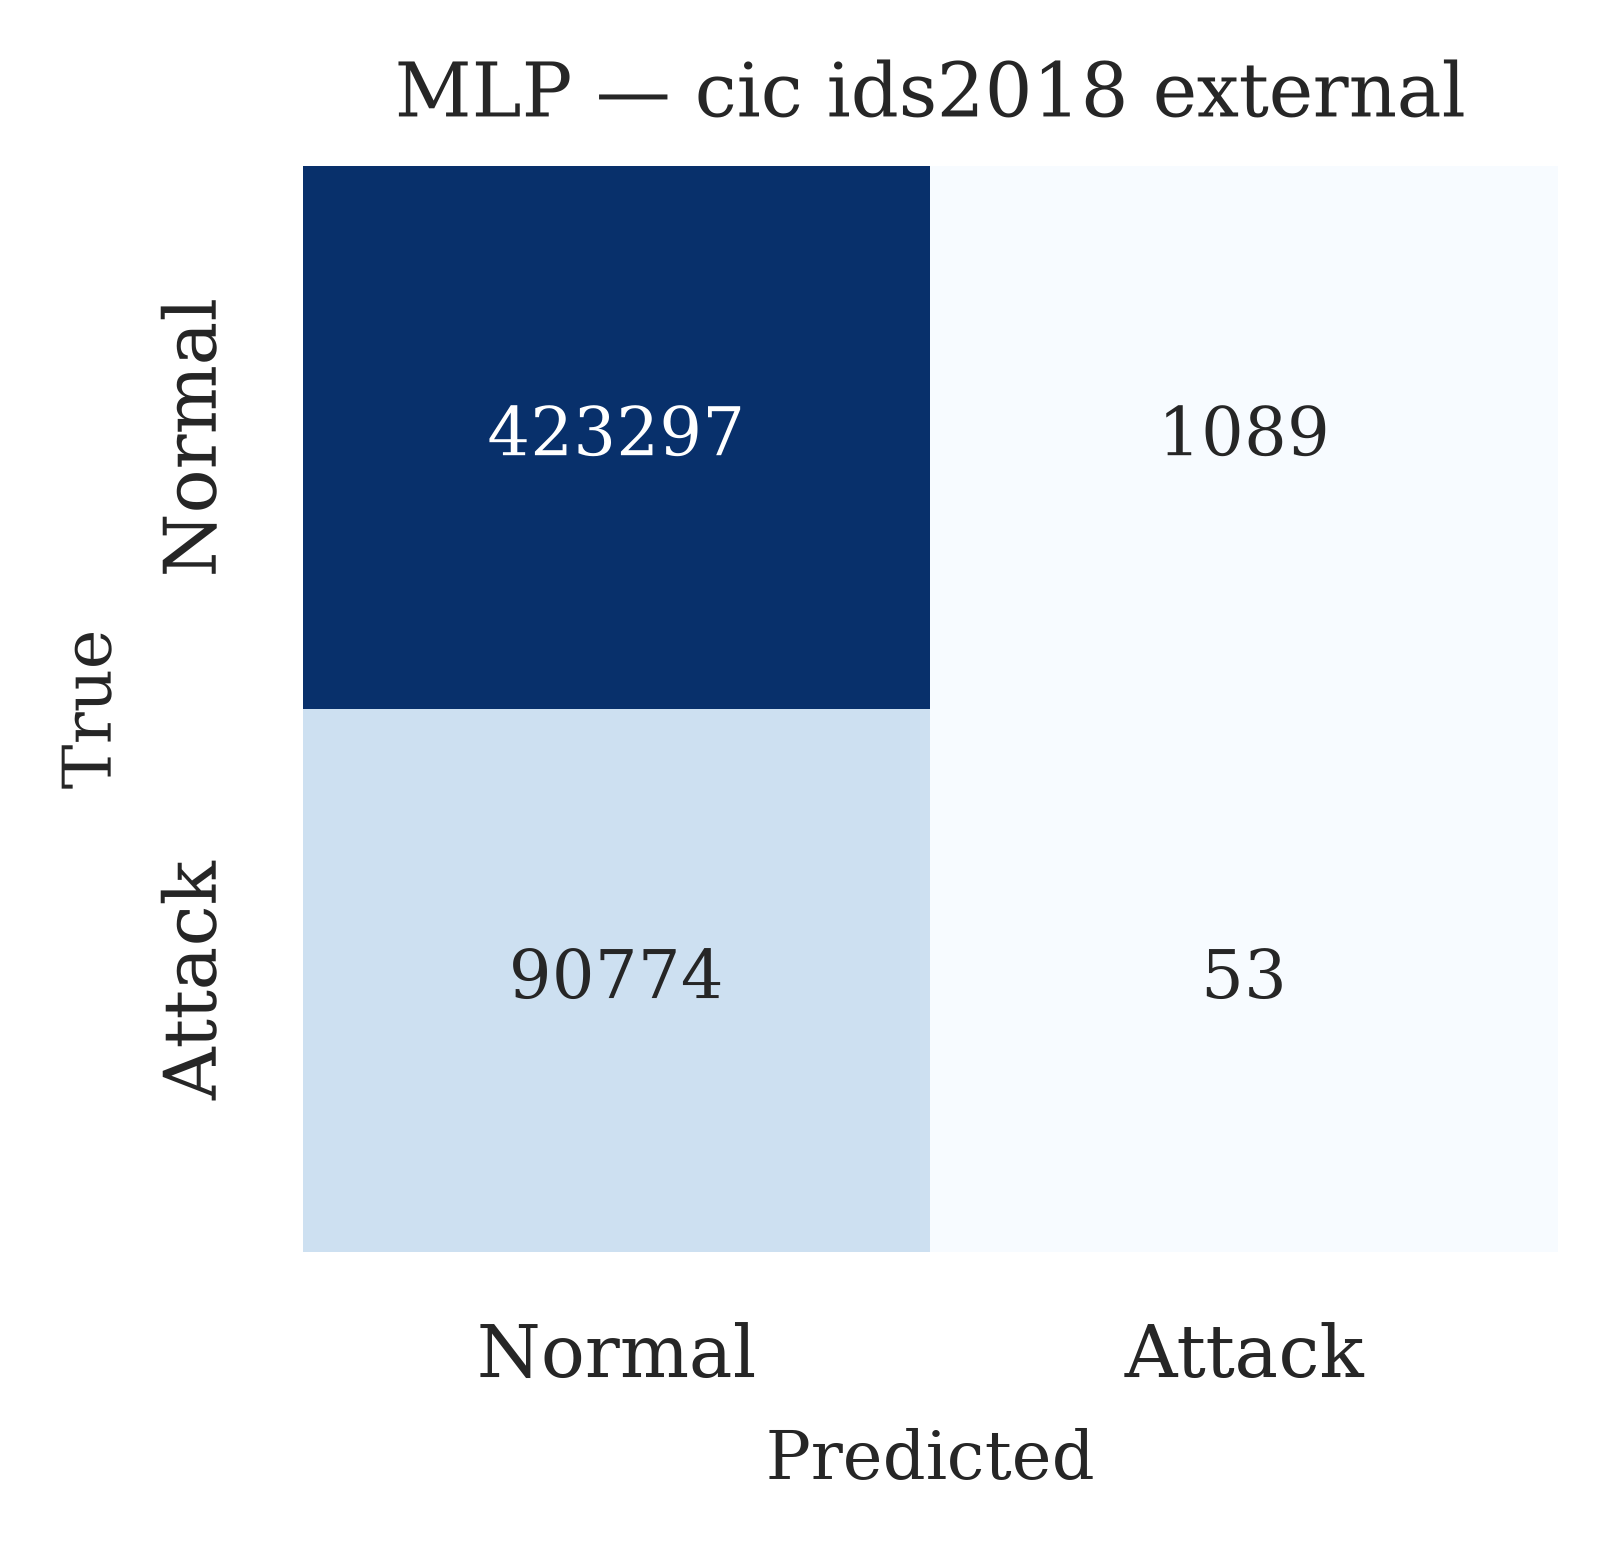 MLP — cic ids2018 external
Normal
423297
1089
True
Attack
90774
53
Normal
Attack
Predicted